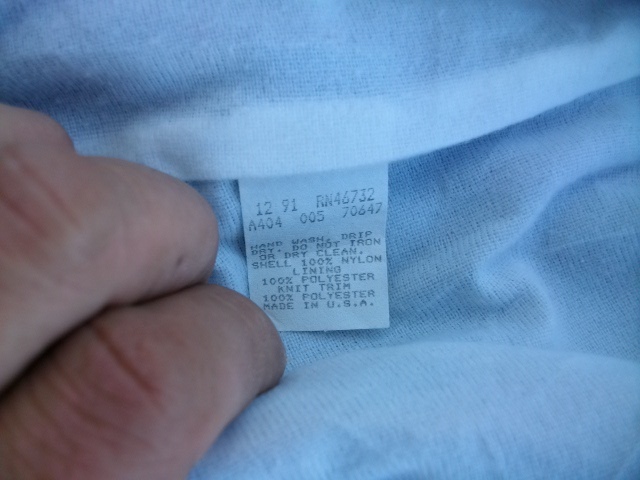 12 91 RN46732
A404 005 70647
HAND WASH, DRIP
DRY. DO NOT IRON
OR DRY CLEAN.
SHELL 100% NYLON
LINING
100% POLYESTER
KNIT TRIM
100% POLYESTER
MADE IN U.S.A.